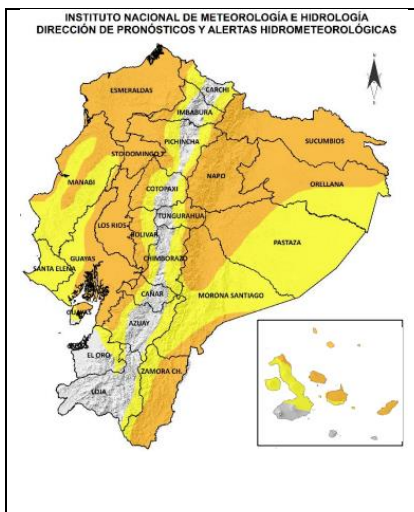 INSTITUTO NACIONAL DE METEOROLOGÍA E HIDROLOGÍA
DIRECCIÓN DE PRONÓSTICOS Y ALERTAS HIDROMETEOROLÓGICAS
N
ESMERALDAS
CARCHI
IMBABURA
PICHINCHA
SUCUMBIOS
STO DOMINGO T.
NAPO
ORELLANA
MANABI
COTOPAXI
TUNGURAHUA
LOS RIOS
BOLIVAR
PASTAZA
CHIMBORAZO
GUAYAS
SANTA ELENA
MORONA SANTIAGO
CAÑAR
GUAYAS
AZUAY
EL ORO
ZAMORA CH.
LOJA